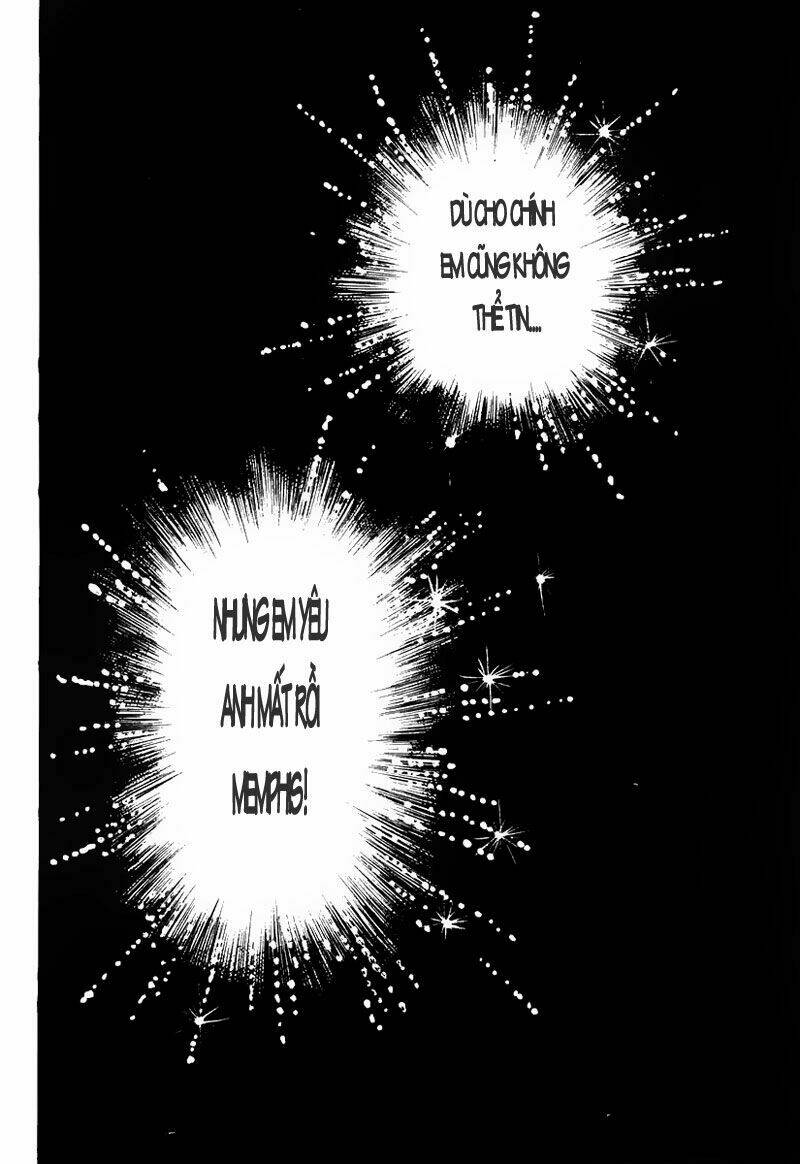 DÙ CHO CHÍNH
EM CŨNG KHÔNG
THỂ TIN....
NHƯNG EM YÊU
ANH MẤT RỒI
MEMPHIS!